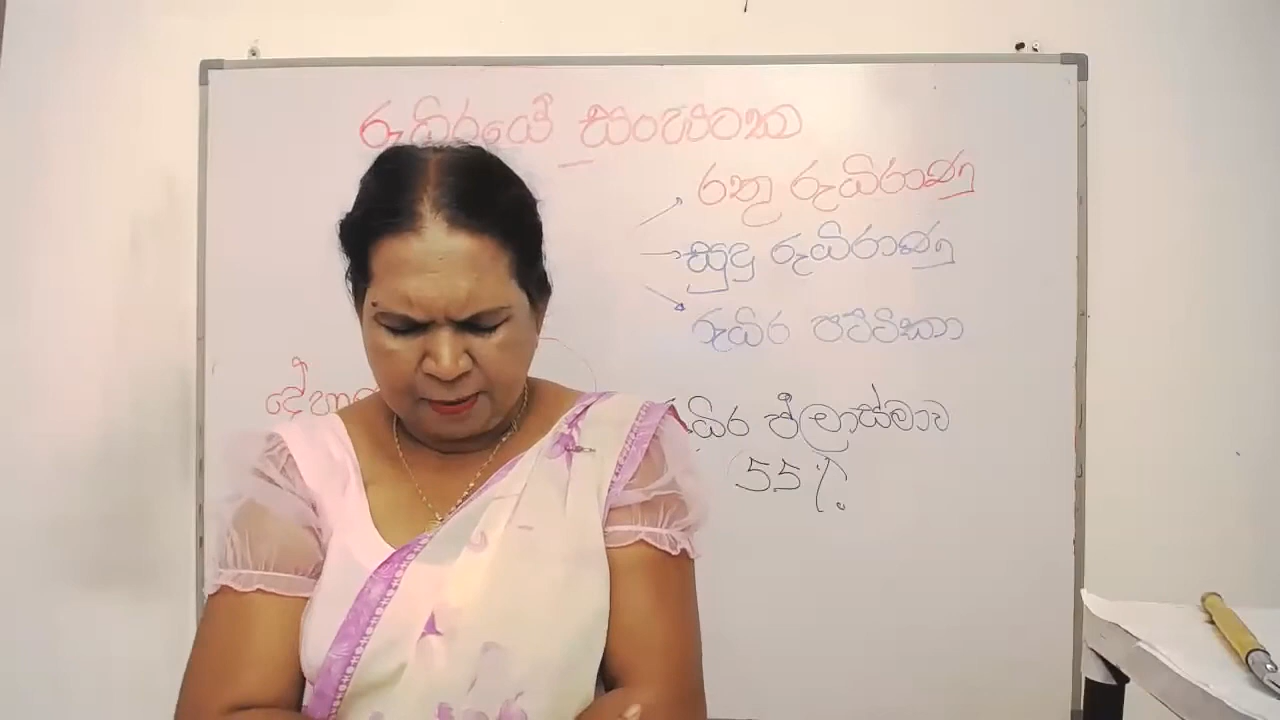 රුධිරයේ සංඝටක
රතු රුධිරාණු
සුදු රුධිරාණු
රුධිර පට්ටිකා
ප්ලාස්මාව
55%